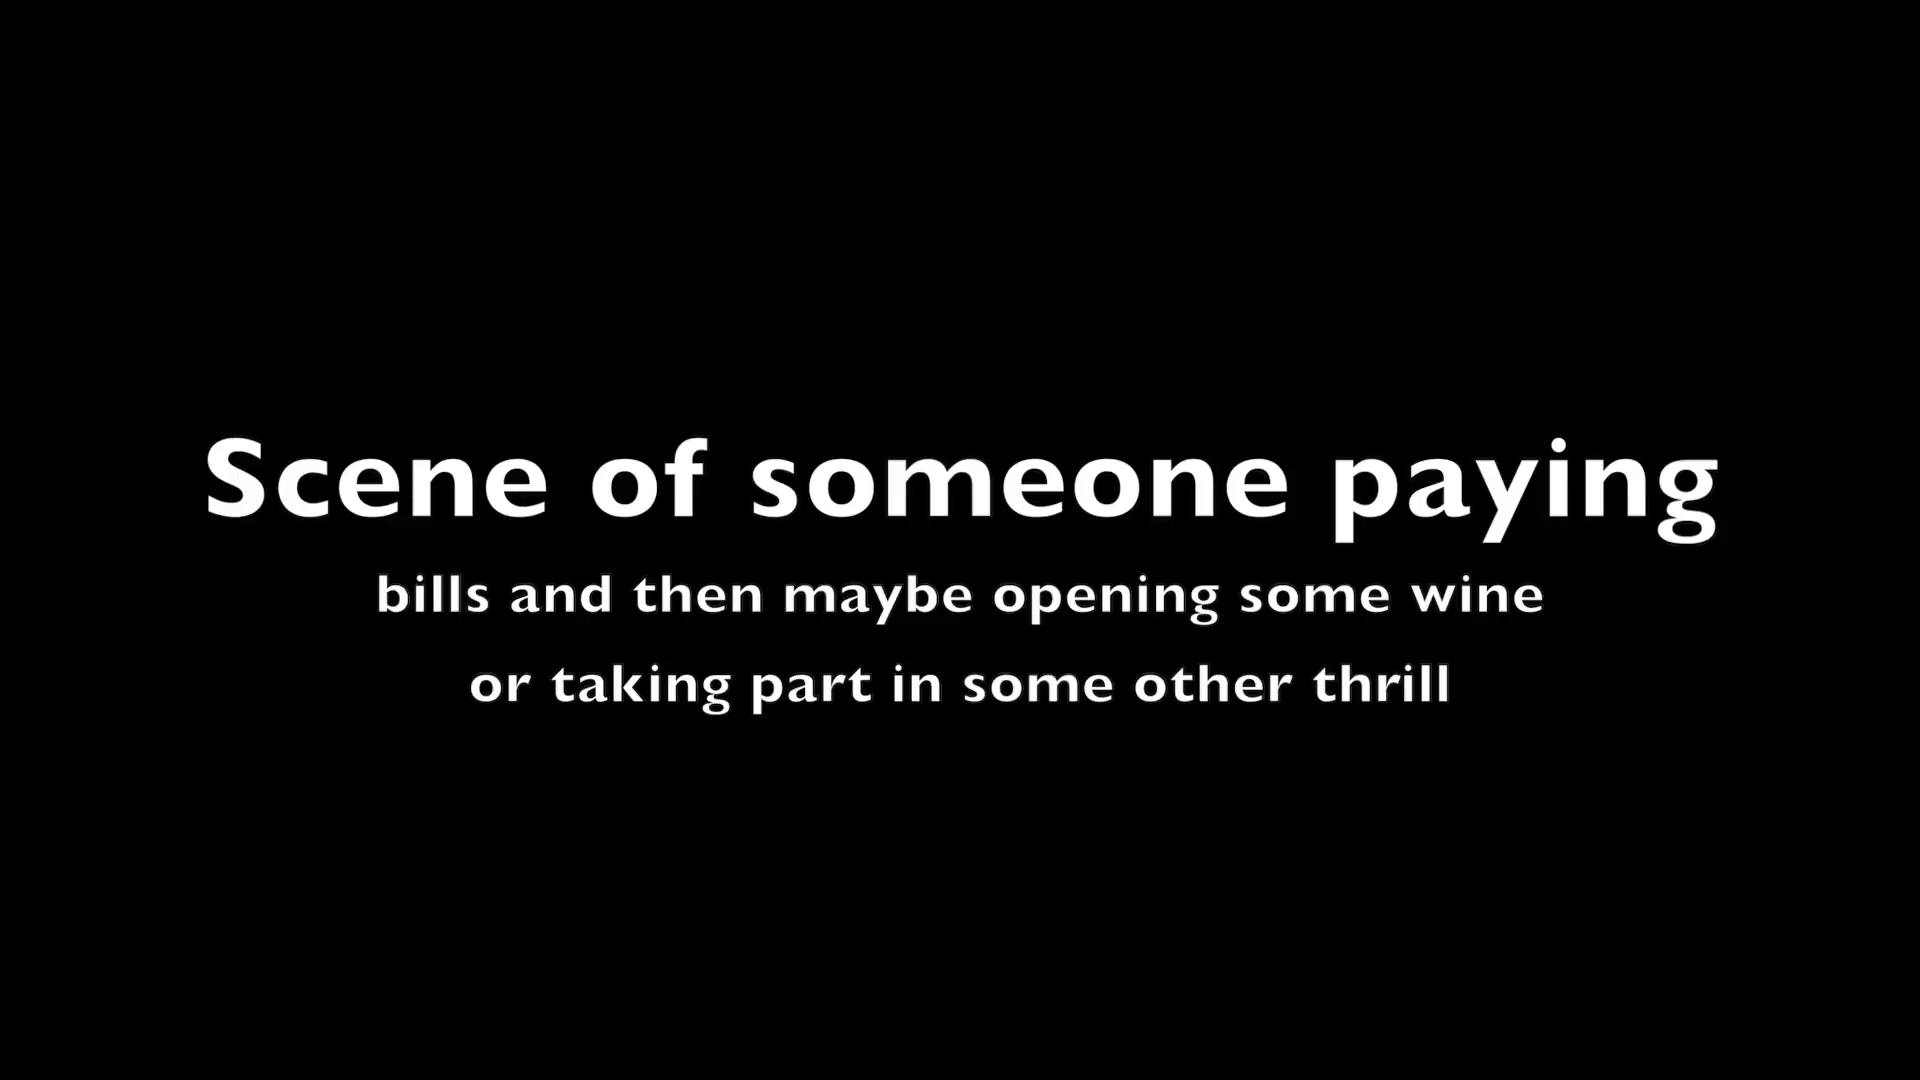 Scene of someone paying
bills and then maybe opening some wine
or taking part in some other thrill